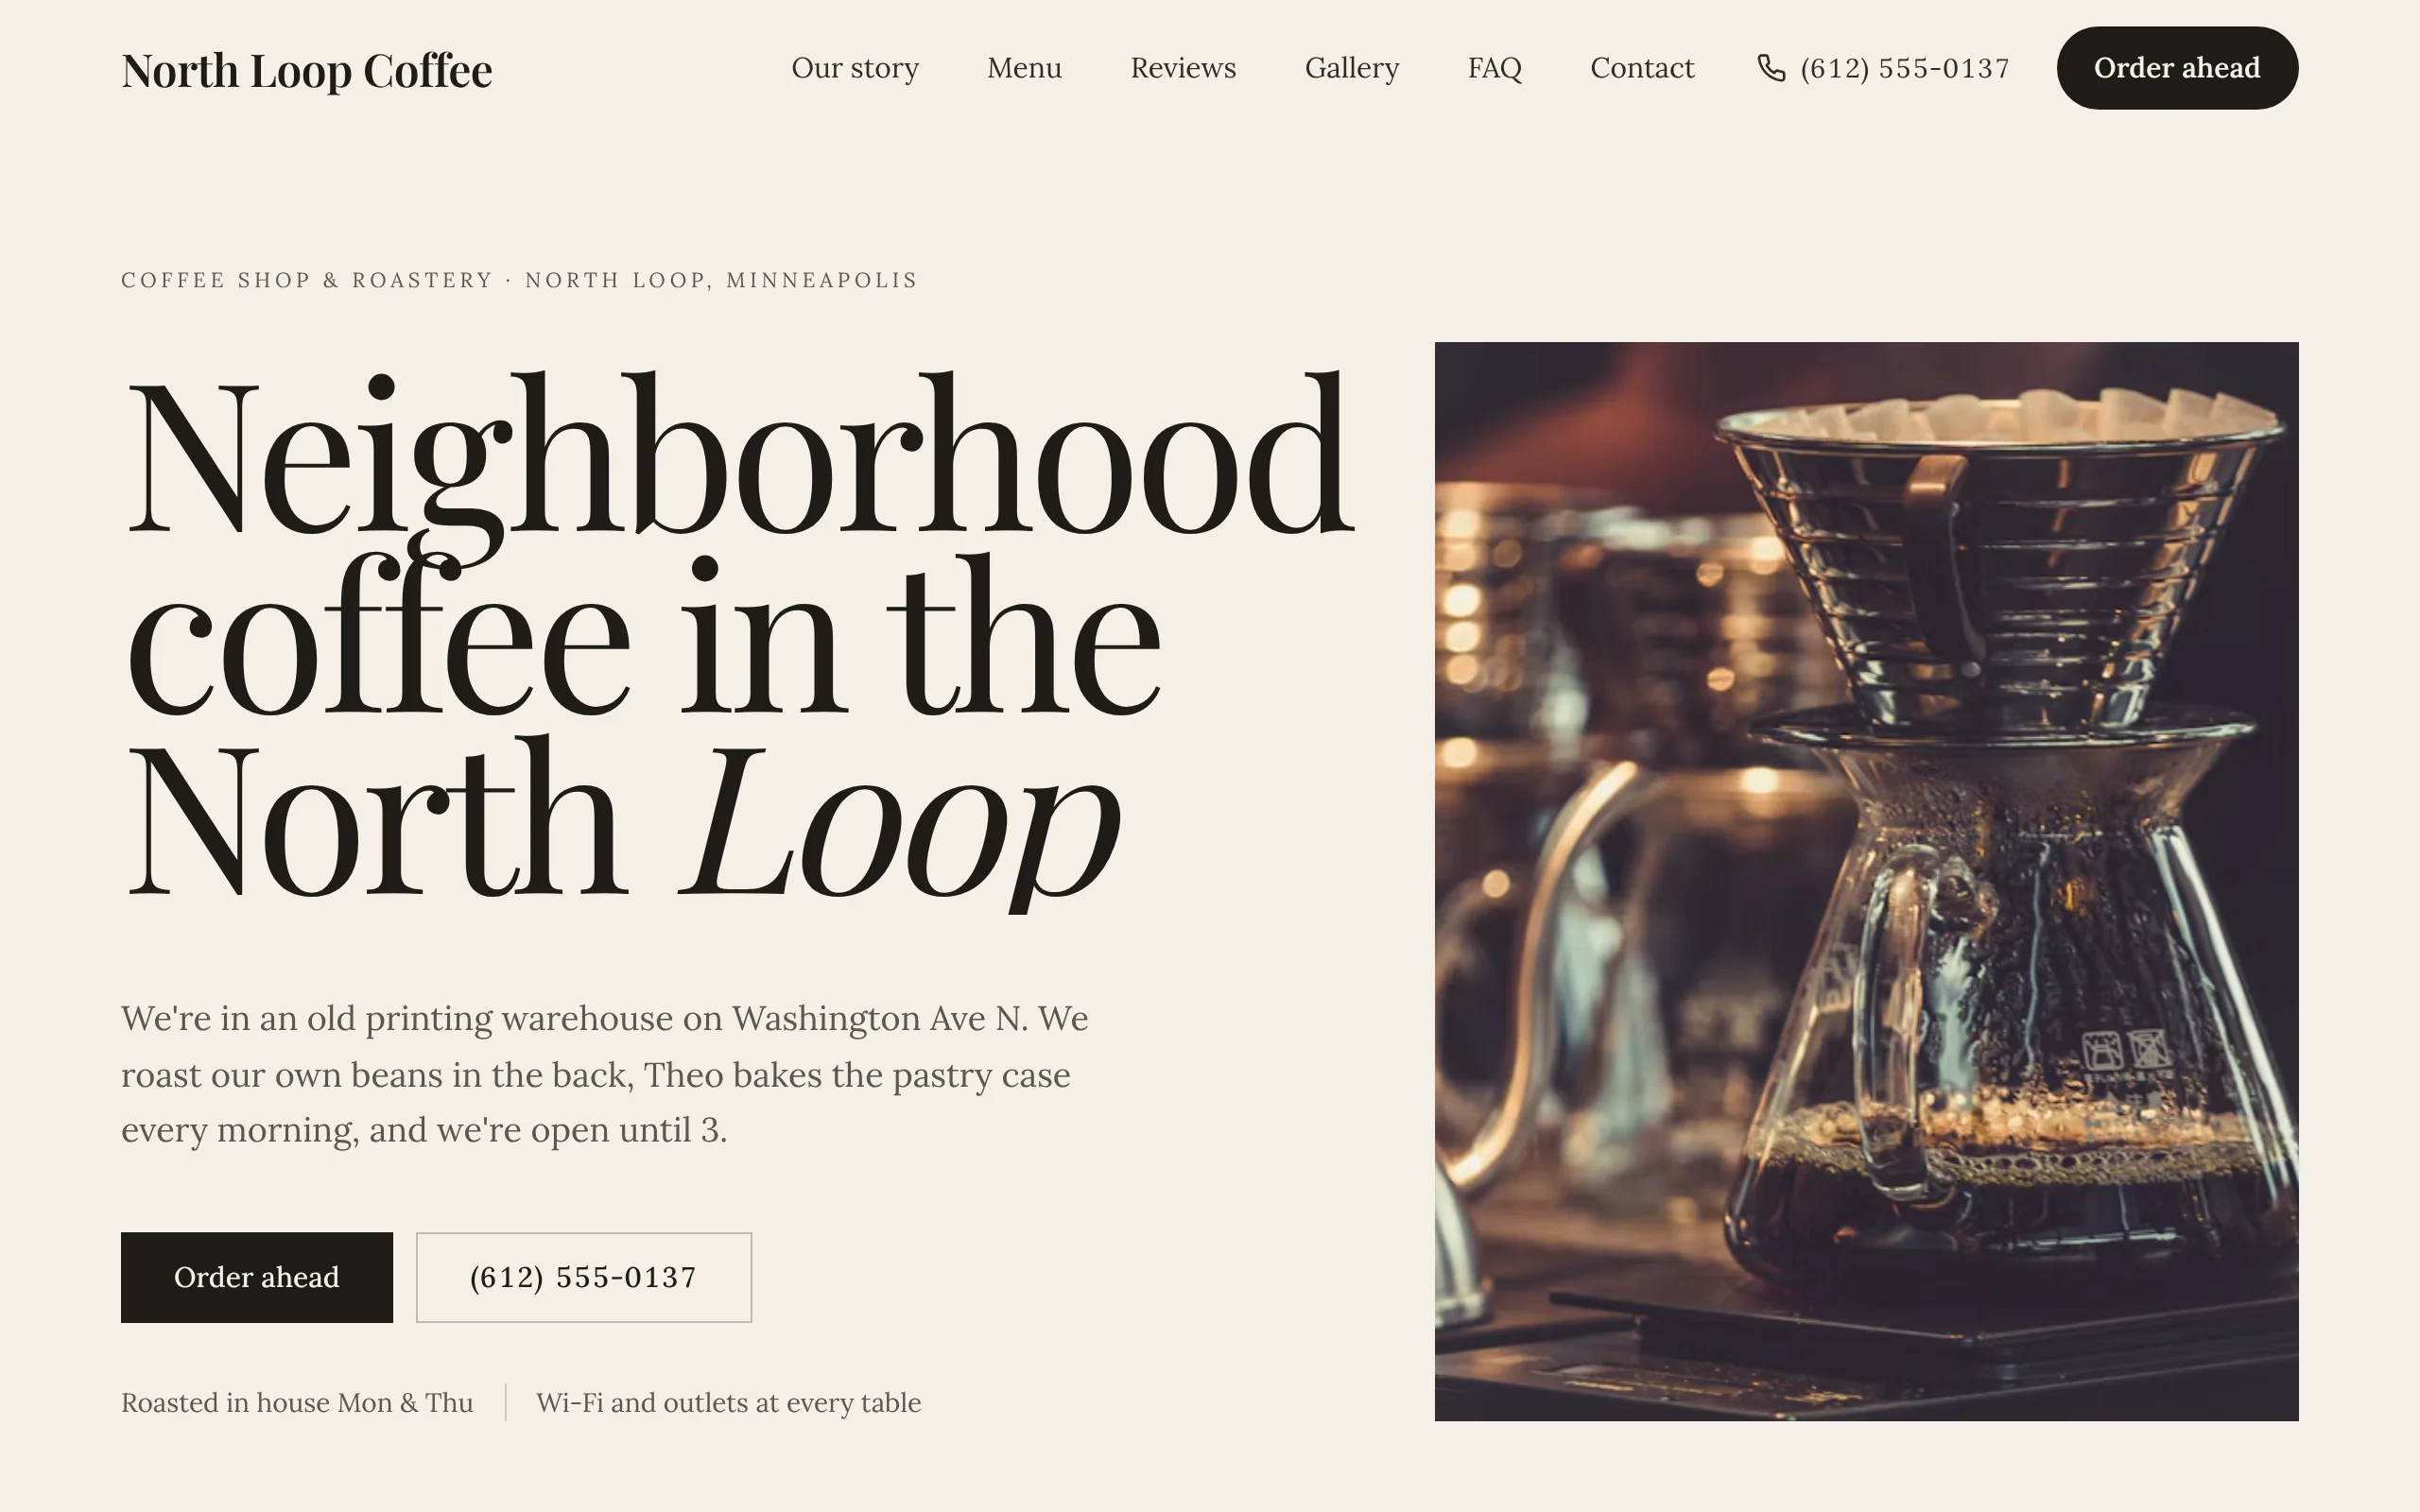 North Loop Coffee
Our story
Menu
Reviews
Gallery
FAQ
Contact
(612) 555-0137
Order ahead
COFFEE SHOP & ROASTERY · NORTH LOOP, MINNEAPOLIS
Neighborhood
coffee in the
North Loop
We're in an old printing warehouse on Washington Ave N. We
roast our own beans in the back, Theo bakes the pastry case
every morning, and we're open until 3.
Order ahead
(612) 555-0137
Roasted in house Mon & Thu
Wi-Fi and outlets at every table